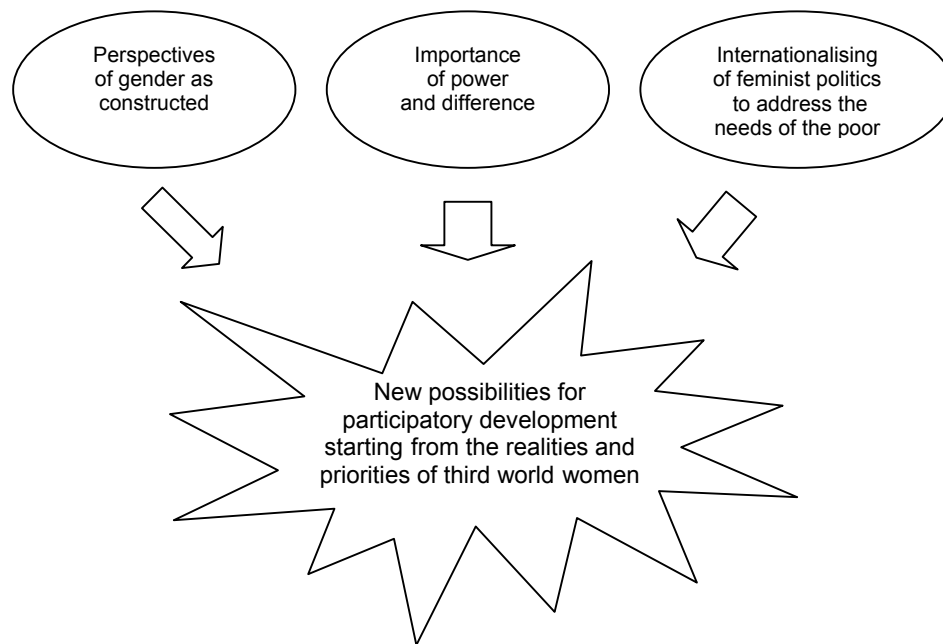 Perspectives
of gender as
constructed
Importance
of power
and difference
Internationalising
of feminist politics
to address the
needs of the poor
New possibilities for
participatory development
starting from the realities and
priorities of third world women